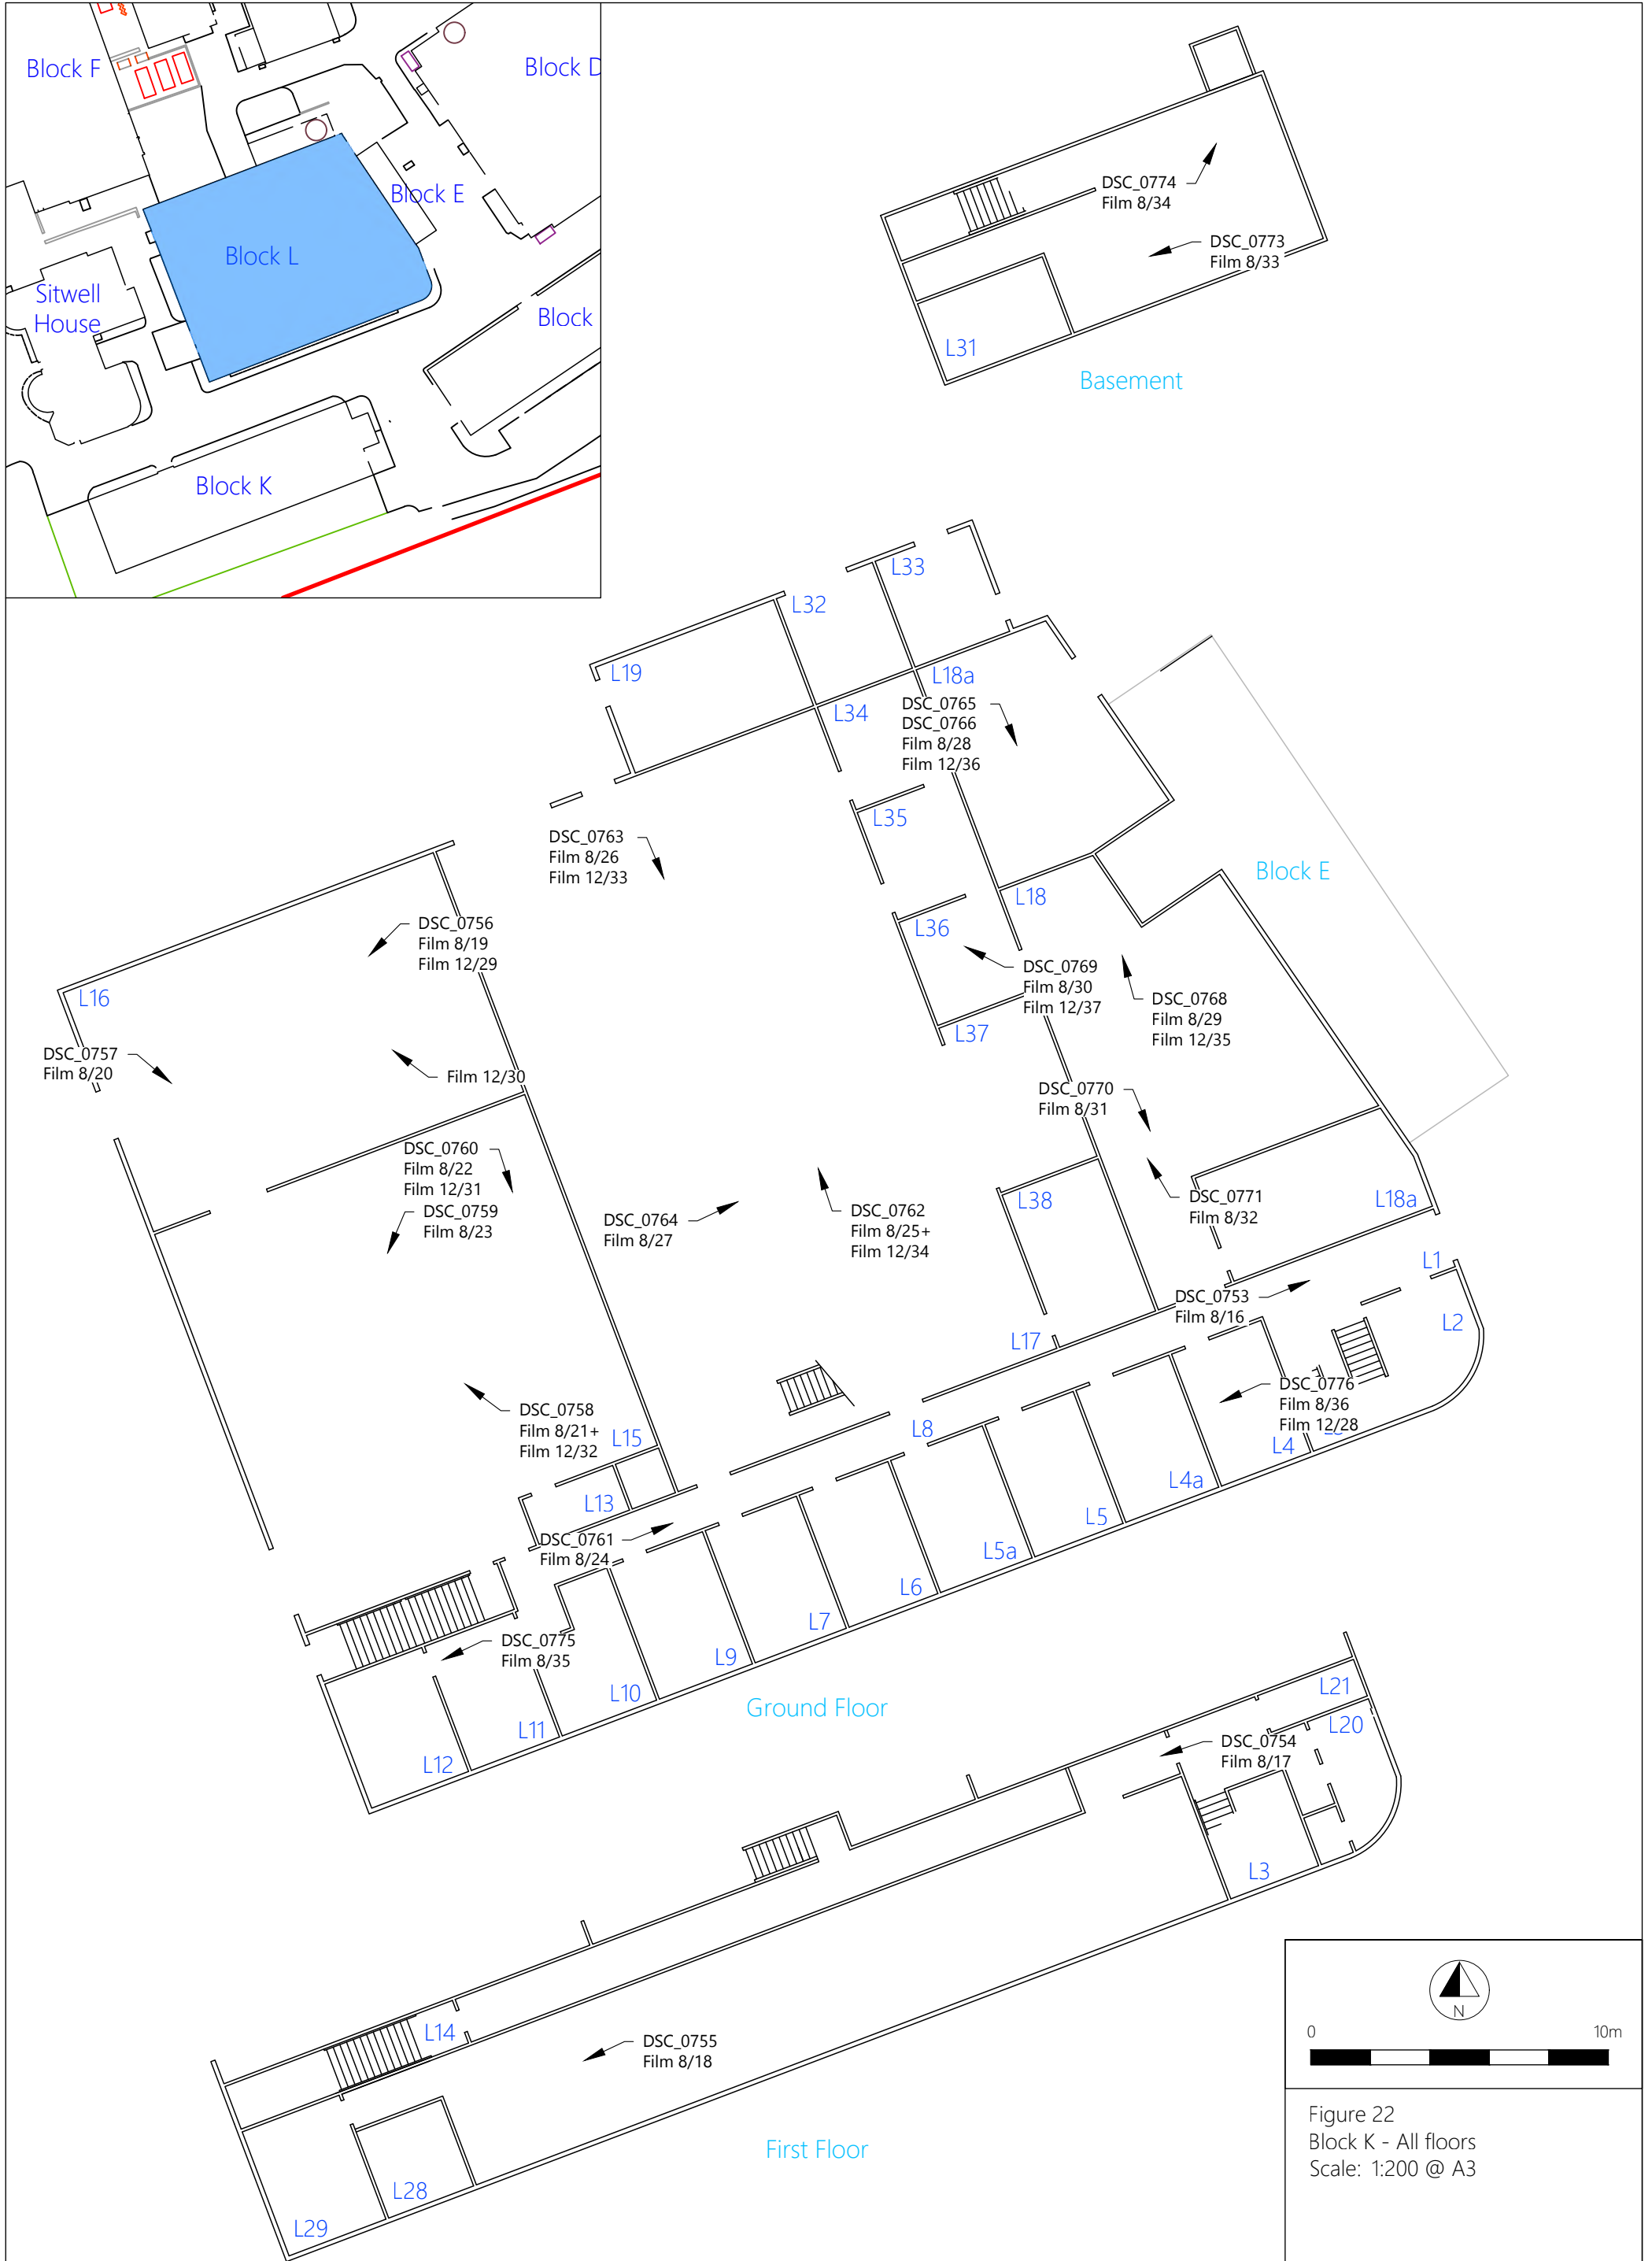 Block F
Block D
Block E
Block L
Sitwell
House
Block
Block K
DSC_0774
Film 8/34
DSC_0773
Film 8/33
L31
Basement
L33
L32
L19
L18a
L34
DSC_0765
DSC_0766
Film 8/28
Film 12/36
L35
DSC_0763
Film 8/26
Film 12/33
Block E
L18
L36
DSC_0756
Film 8/19
Film 12/29
DSC_0769
Film 8/30
Film 12/37
L16
DSC_0768
Film 8/29
Film 12/35
L37
DSC_0757
Film 8/20
Film 12/30
DSC_0770
Film 8/31
DSC_0760
Film 8/22
Film 12/31
DSC_0759
Film 8/23
L38
L18a
DSC_0771
Film 8/32
DSC_0764
Film 8/27
DSC_0762
Film 8/25+
Film 12/34
L1
DSC_0753
Film 8/16
L2
L17
DSC_0776
Film 8/36
Film 12/28
DSC_0758
Film 8/21+
Film 12/32
L15
L8
L4
L4a
L13
L5
DSC_0761
Film 8/24
L5a
L6
L7
DSC_0775
Film 8/35
L9
L10
L11
L12
Ground Floor
L21
L20
DSC_0754
Film 8/17
L3
L14
DSC_0755
Film 8/18
First Floor
L28
L29
N
0 10m
Figure 22
Block K - All floors
Scale: 1:200 @ A3